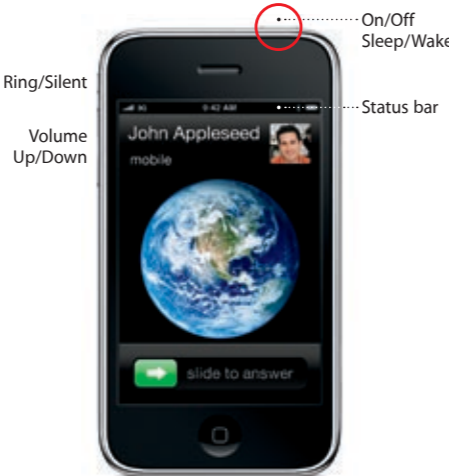 On/Off
Sleep/Wake
Ring/Silent
3G 9:42 AM
Status bar
Volume
Up/Down
John Appleseed
mobile
slide to answer